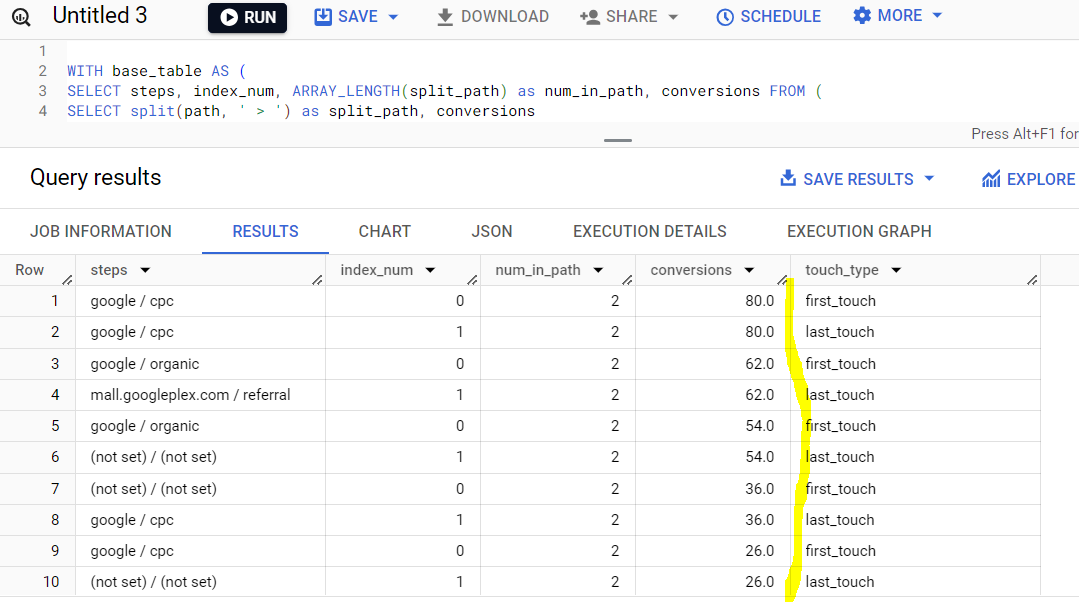 Untitled 3 RUN SAVE DOWNLOAD SHARE SCHEDULE MORE
1
2 WITH base_table AS (
3 SELECT steps, index_num, ARRAY_LENGTH(split_path) as num_in_path, conversions FROM (
4 SELECT split(path, ' > ') as split_path, conversions
Press Alt+F1 for
Query results SAVE RESULTS EXPLORE
JOB INFORMATION RESULTS CHART JSON EXECUTION DETAILS EXECUTION GRAPH
Row steps index_num num_in_path conversions touch_type
1 google / cpc 0 2 80.0 first_touch
2 google / cpc 1 2 80.0 last_touch
3 google / organic 0 2 62.0 first_touch
4 mall.googleplex.com / referral 1 2 62.0 last_touch
5 google / organic 0 2 54.0 first_touch
6 (not set) / (not set) 1 2 54.0 last_touch
7 (not set) / (not set) 0 2 36.0 first_touch
8 google / cpc 1 2 36.0 last_touch
9 google / cpc 0 2 26.0 first_touch
10 (not set) / (not set) 1 2 26.0 last_touch